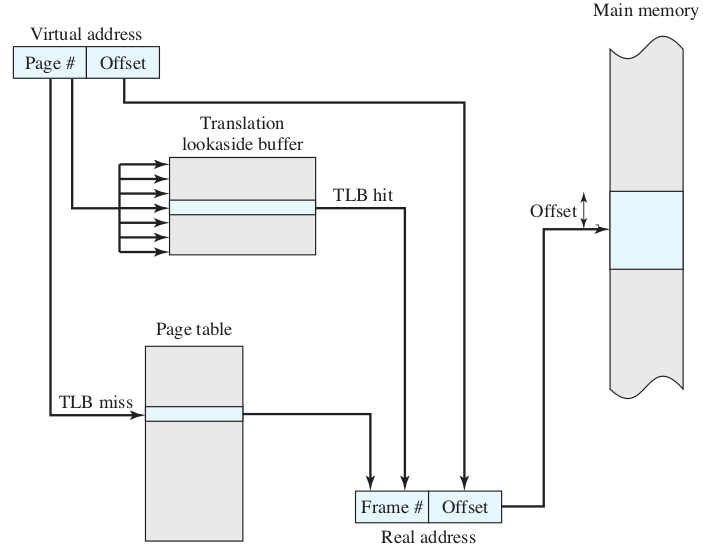 Main memory
Virtual address
Page #
Offset
Translation
lookaside buffer
TLB hit
Offset
Page table
TLB miss
Frame #
Offset
Real address